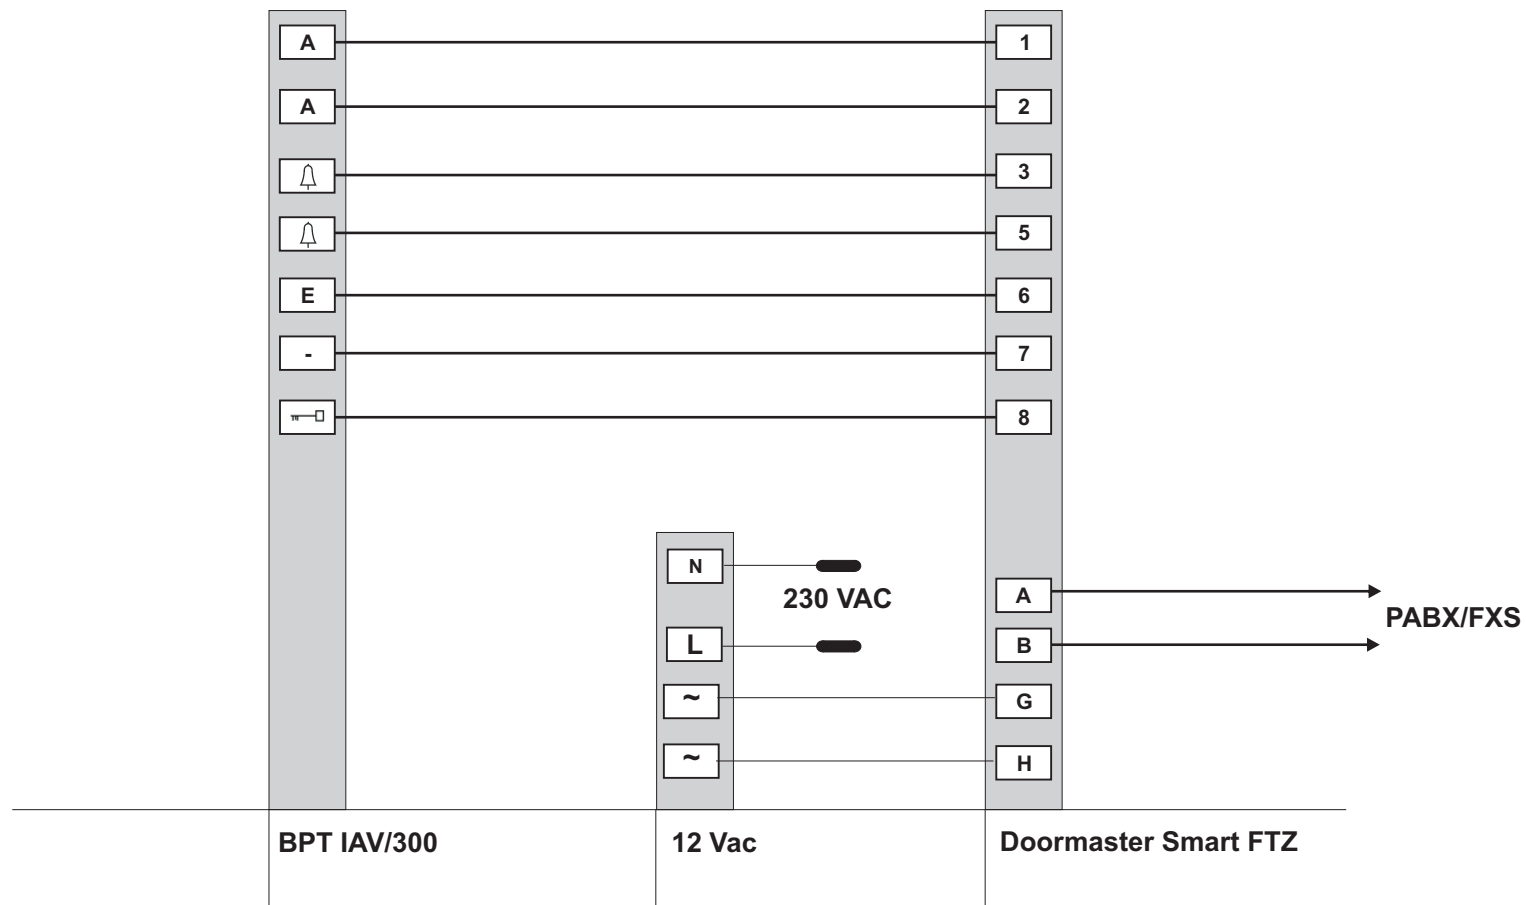 A 1
A 2
3
5
E 6
- 7
8
N
230 VAC
A
PABX/FXS
L B
~ G
~ H
BPT IAV/300 12 Vac Doormaster Smart FTZ